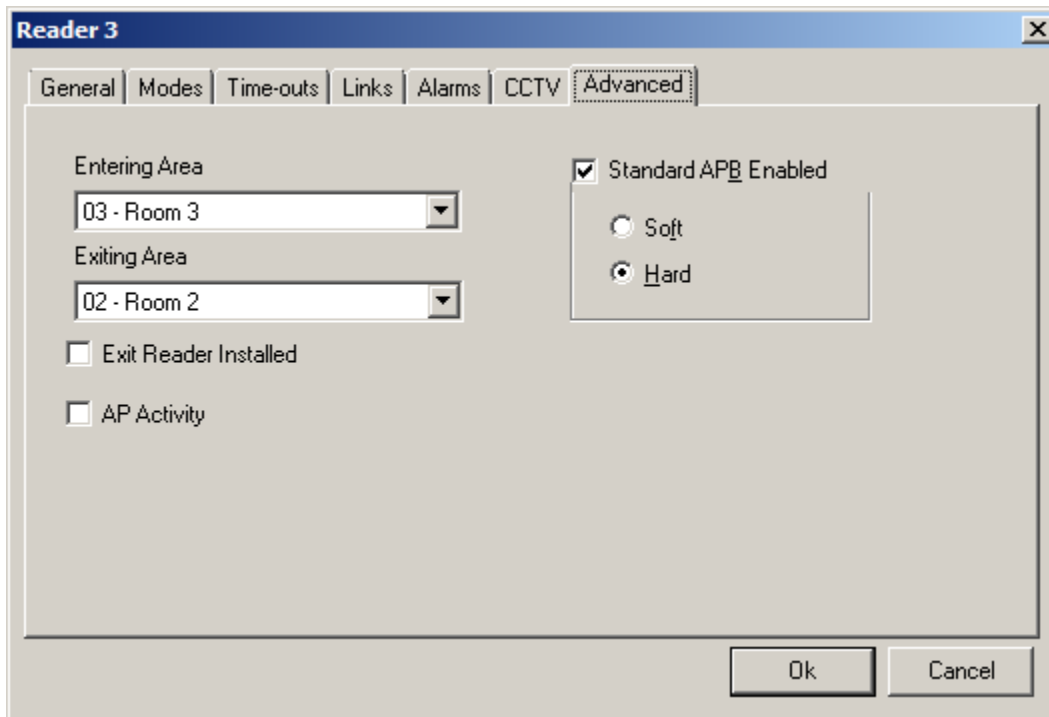 Reader 3
General Modes Time-outs Links Alarms CCTV Advanced
Entering Area
03 - Room 3
Exiting Area
02 - Room 2
Exit Reader Installed
AP Activity
Standard APB Enabled
Soft
Hard
Ok Cancel